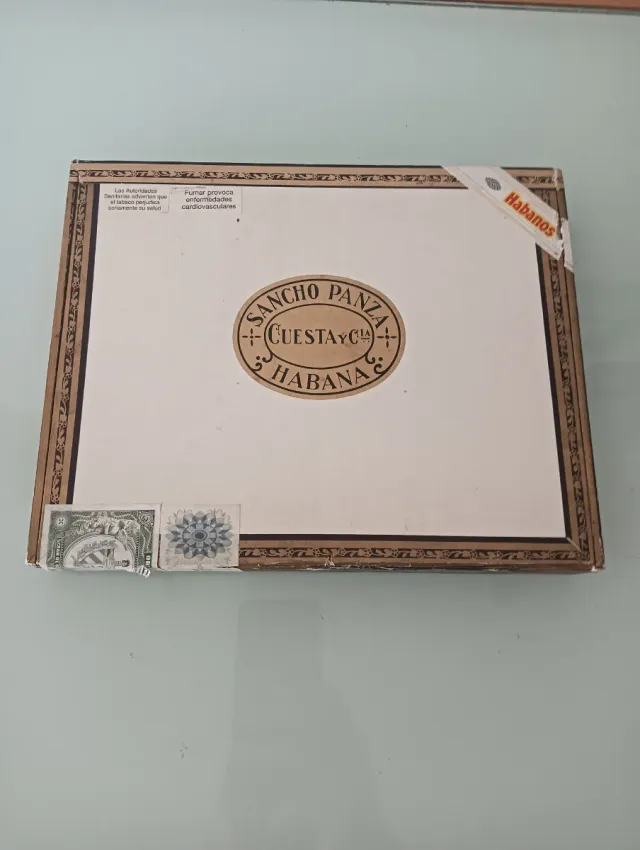 Las Autoridades
Sanitarias advierten que
el tabaco perjudica
seriamente su salud
Fumar provoca
enfermedades
cardiovasculares
Habanos
SANCHO PANZA
CUESTA Y CIA
HABANA